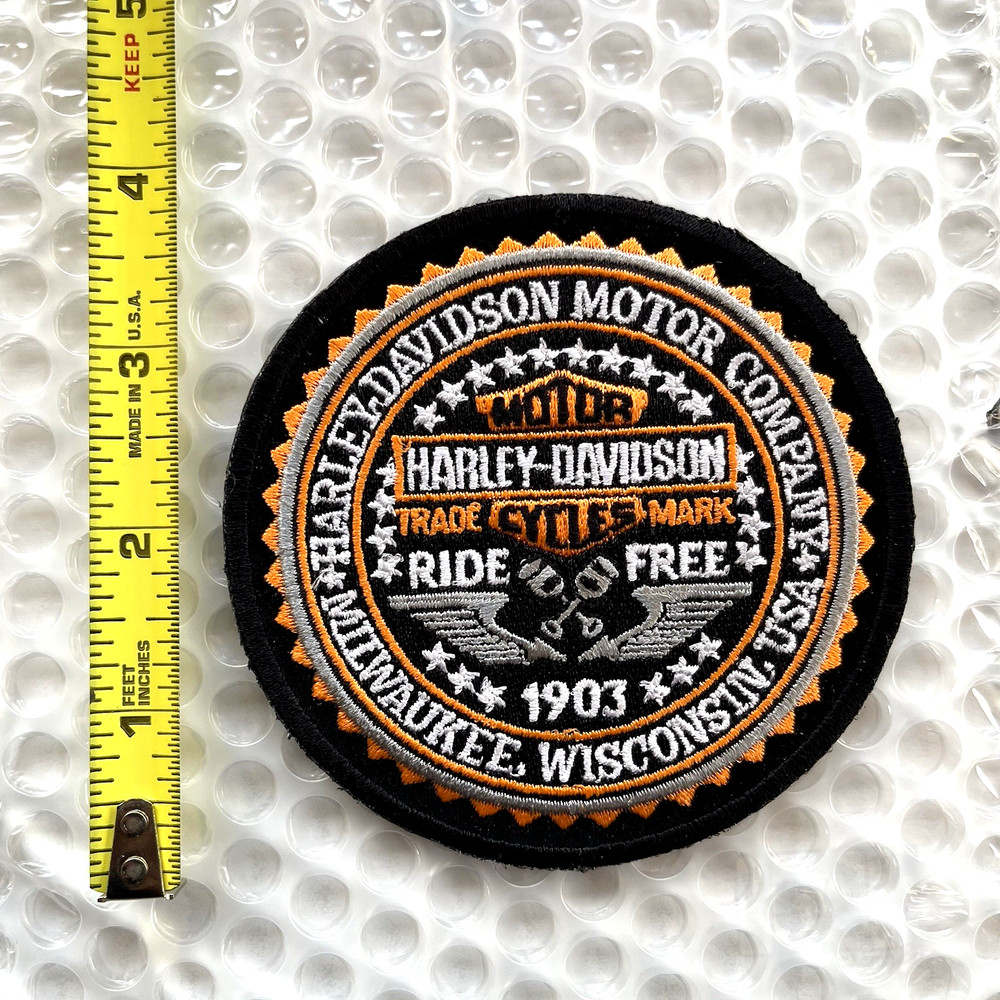 KEEP 5
4
MADE IN 3 U.S.A.
2
1 FEET
INCHES
HARLEY-DAVIDSON MOTOR COMPANY
MOTOR
HARLEY-DAVIDSON
TRADE CYCLES MARK
RIDE FREE
1903
MILWAUKEE, WISCONSIN, USA